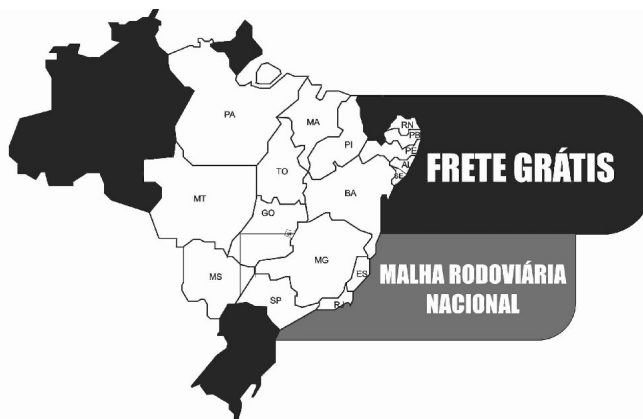 PA
MA
RN
PB
PI
PE
AL
SE
TO
BA
MT
GO
MG
MS
ES
SP
RJ
FRETE GRÁTIS
MALHA RODOVIÁRIA
NACIONAL